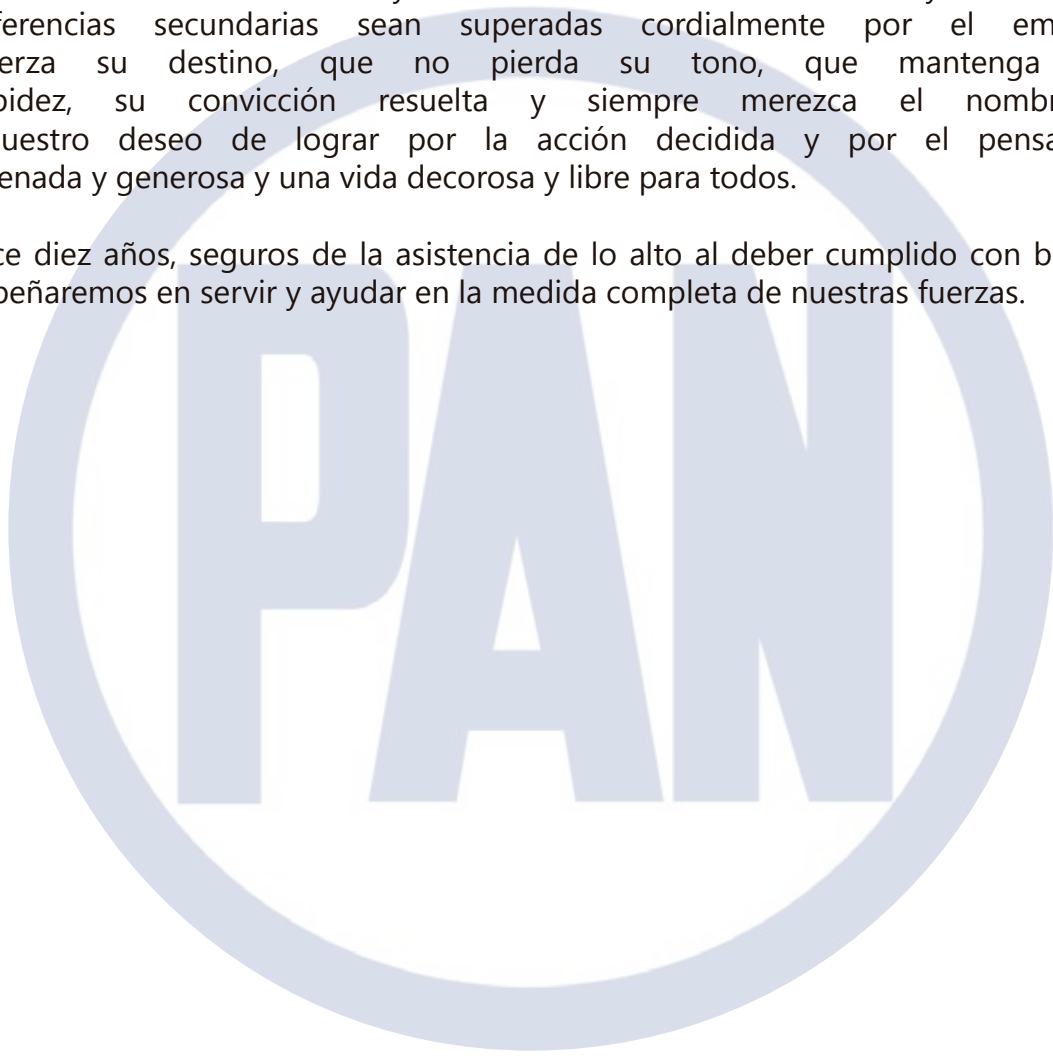 ferencias secundarias sean superadas cordialmente por el em
erza su destino, que no pierda su tono, que mantenga
pidez, su convicción resuelta y siempre merezca el nombr
uestro deseo de lograr por la acción decidida y por el pensa
enada y generosa y una vida decorosa y libre para todos.
ce diez años, seguros de la asistencia de lo alto al deber cumplido con b
peñaremos en servir y ayudar en la medida completa de nuestras fuerzas.
PAN